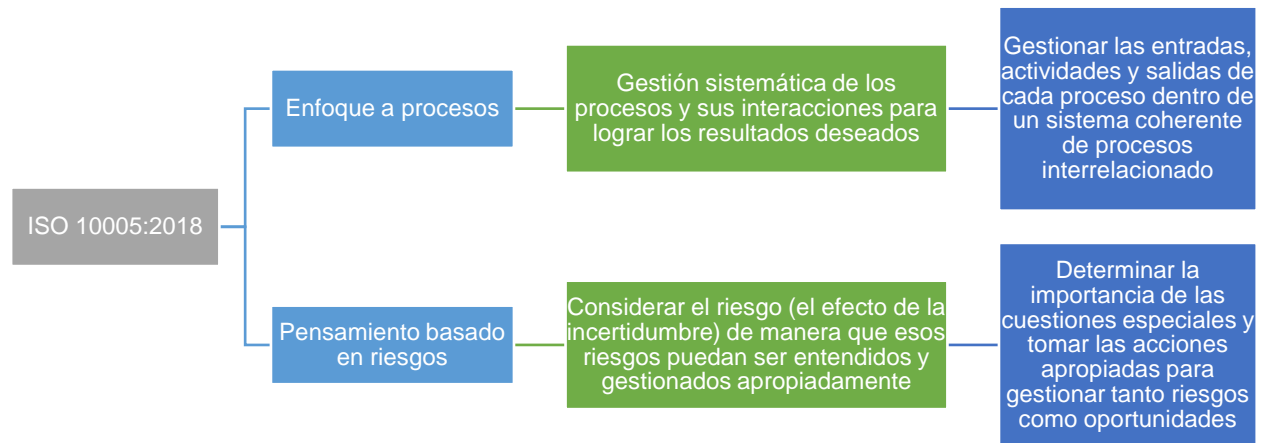 ISO 10005:2018
Enfoque a procesos
Gestión sistemática de los
procesos y sus interacciones para
lograr los resultados deseados
Gestionar las entradas,
actividades y salidas de
cada proceso dentro de
un sistema coherente
de procesos
interrelacionado
Pensamiento basado
en riesgos
Considerar el riesgo (el efecto de la
incertidumbre) de manera que esos
riesgos puedan ser entendidos y
gestionados apropiadamente
Determinar la
importancia de las
cuestiones especiales y
tomar las acciones
apropiadas para
gestionar tanto riesgos
como oportunidades